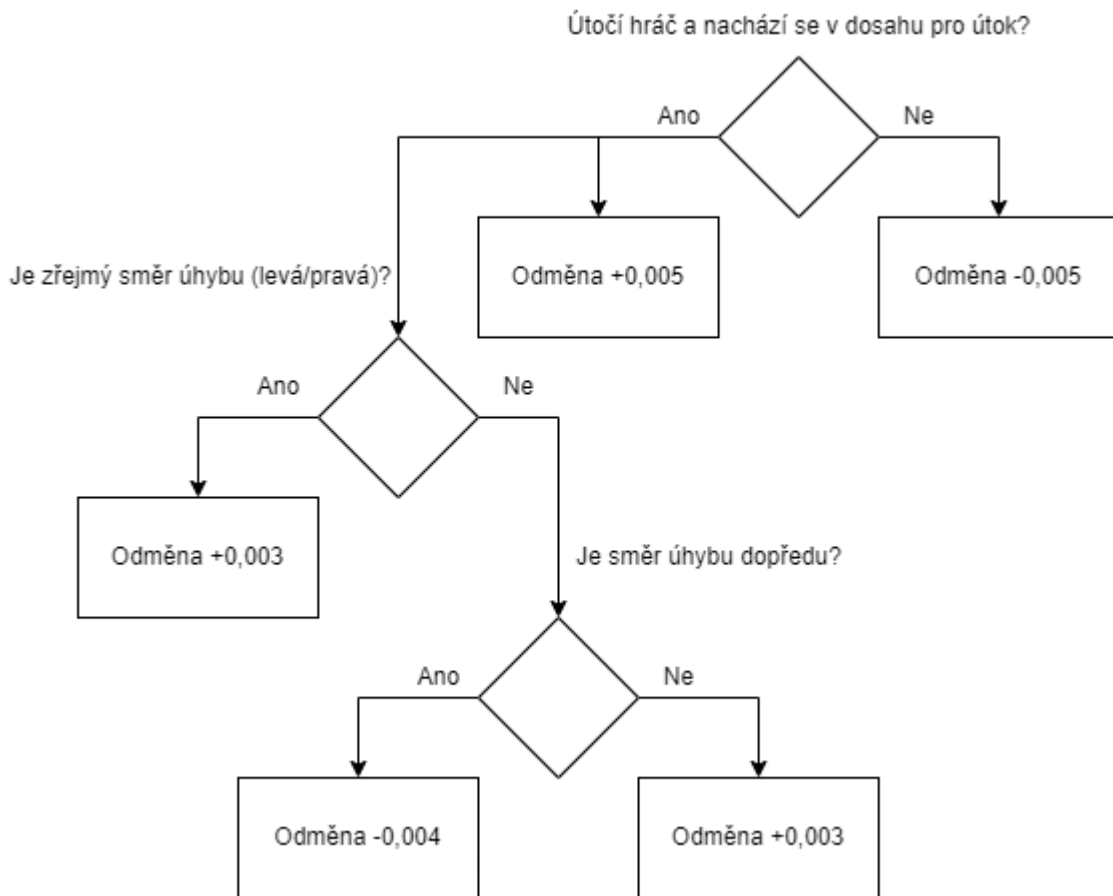 Útočí hráč a nachází se v dosahu pro útok?
Ano
Ne
Odměna +0,005
Odměna -0,005
Je zřejmý směr úhybu (levá/pravá)?
Ano
Ne
Odměna +0,003
Je směr úhybu dopředu?
Ano
Ne
Odměna -0,004
Odměna +0,003